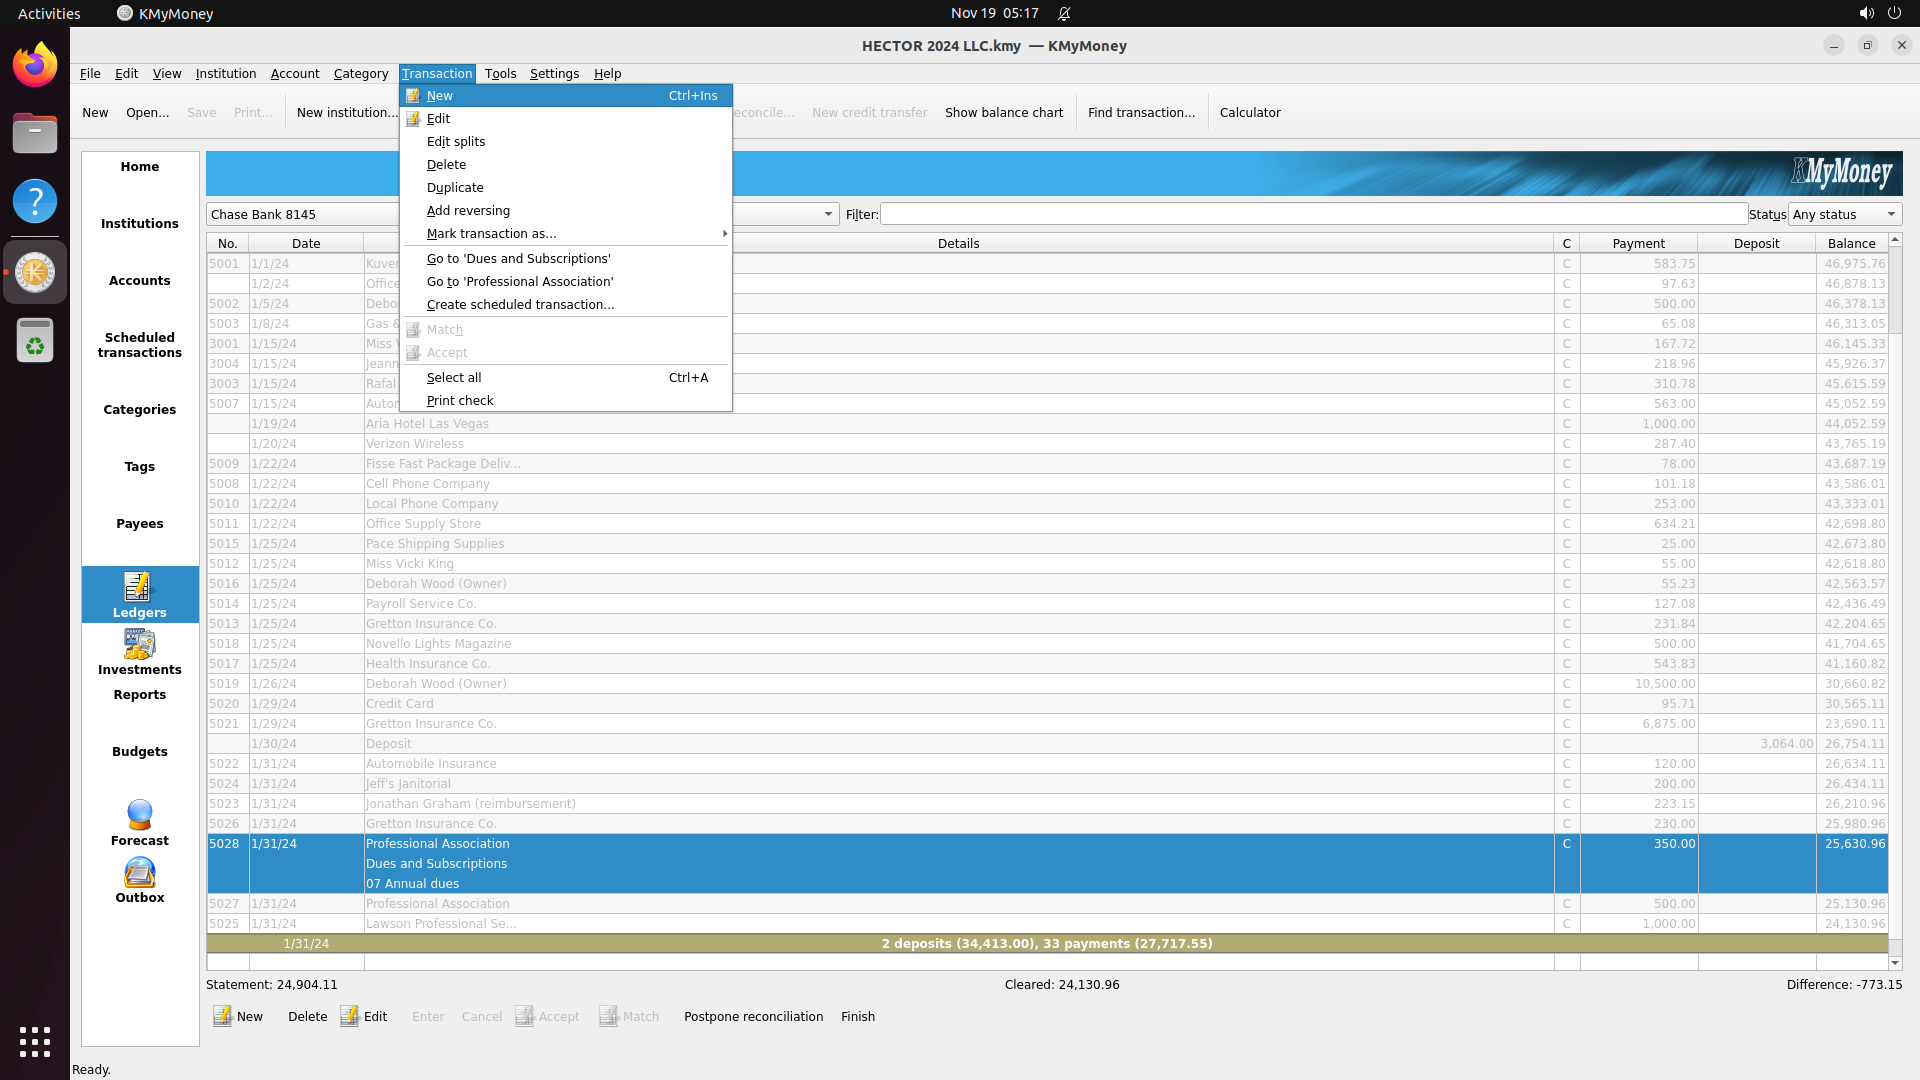 Activities
KMyMoney
Nov 19 05:17
HECTOR 2024 LLC.kmy — KMyMoney
File Edit View Institution Account Category Transaction Tools Settings Help
New Open... Save Print... New institution... Reconcile... New credit transfer Show balance chart Find transaction... Calculator
New Ctrl+Ins
Edit
Edit splits
Delete
Duplicate
Add reversing
Mark transaction as...
Go to 'Dues and Subscriptions'
Go to 'Professional Association'
Create scheduled transaction...
Match
Accept
Select all Ctrl+A
Print check
Home
Institutions
Accounts
Scheduled
transactions
Categories
Tags
Payees
Ledgers
Investments
Reports
Budgets
Forecast
Outbox
KMyMoney
Chase Bank 8145 Filter: Status Any status
No. Date Details C Payment Deposit Balance
5001 1/1/24 Kuver C 583.75 46,975.76
1/2/24 Office C 97.63 46,878.13
5002 1/5/24 Debo C 500.00 46,378.13
5003 1/8/24 Gas & C 65.08 46,313.05
3001 1/15/24 Miss V C 167.72 46,145.33
3004 1/15/24 Jeann C 218.96 45,926.37
3003 1/15/24 Rafal C 310.78 45,615.59
5007 1/15/24 Autom C 563.00 45,052.59
1/19/24 Aria Hotel Las Vegas C 1,000.00 44,052.59
1/20/24 Verizon Wireless C 287.40 43,765.19
5009 1/22/24 Fisse Fast Package Deliv... C 78.00 43,687.19
5008 1/22/24 Cell Phone Company C 101.18 43,586.01
5010 1/22/24 Local Phone Company C 253.00 43,333.01
5011 1/22/24 Office Supply Store C 634.21 42,698.80
5015 1/25/24 Pace Shipping Supplies C 25.00 42,673.80
5012 1/25/24 Miss Vicki King C 55.00 42,618.80
5016 1/25/24 Deborah Wood (Owner) C 55.23 42,563.57
5014 1/25/24 Payroll Service Co. C 127.08 42,436.49
5013 1/25/24 Gretton Insurance Co. C 231.84 42,204.65
5018 1/25/24 Novello Lights Magazine C 500.00 41,704.65
5017 1/25/24 Health Insurance Co. C 543.83 41,160.82
5019 1/26/24 Deborah Wood (Owner) C 10,500.00 30,660.82
5020 1/29/24 Credit Card C 95.71 30,565.11
5021 1/29/24 Gretton Insurance Co. C 6,875.00 23,690.11
1/30/24 Deposit C 3,064.00 26,754.11
5022 1/31/24 Automobile Insurance C 120.00 26,634.11
5024 1/31/24 Jeff's Janitorial C 200.00 26,434.11
5023 1/31/24 Jonathan Graham (reimbursement) C 223.15 26,210.96
5026 1/31/24 Gretton Insurance Co. C 230.00 25,980.96
5028 1/31/24 Professional Association C 350.00 25,630.96
Dues and Subscriptions
07 Annual dues
5027 1/31/24 Professional Association C 500.00 25,130.96
5025 1/31/24 Lawson Professional Se... C 1,000.00 24,130.96
1/31/24 2 deposits (34,413.00), 33 payments (27,717.55)
Statement: 24,904.11 Cleared: 24,130.96 Difference: -773.15
New Delete Edit Enter Cancel Accept Match Postpone reconciliation Finish
Ready.